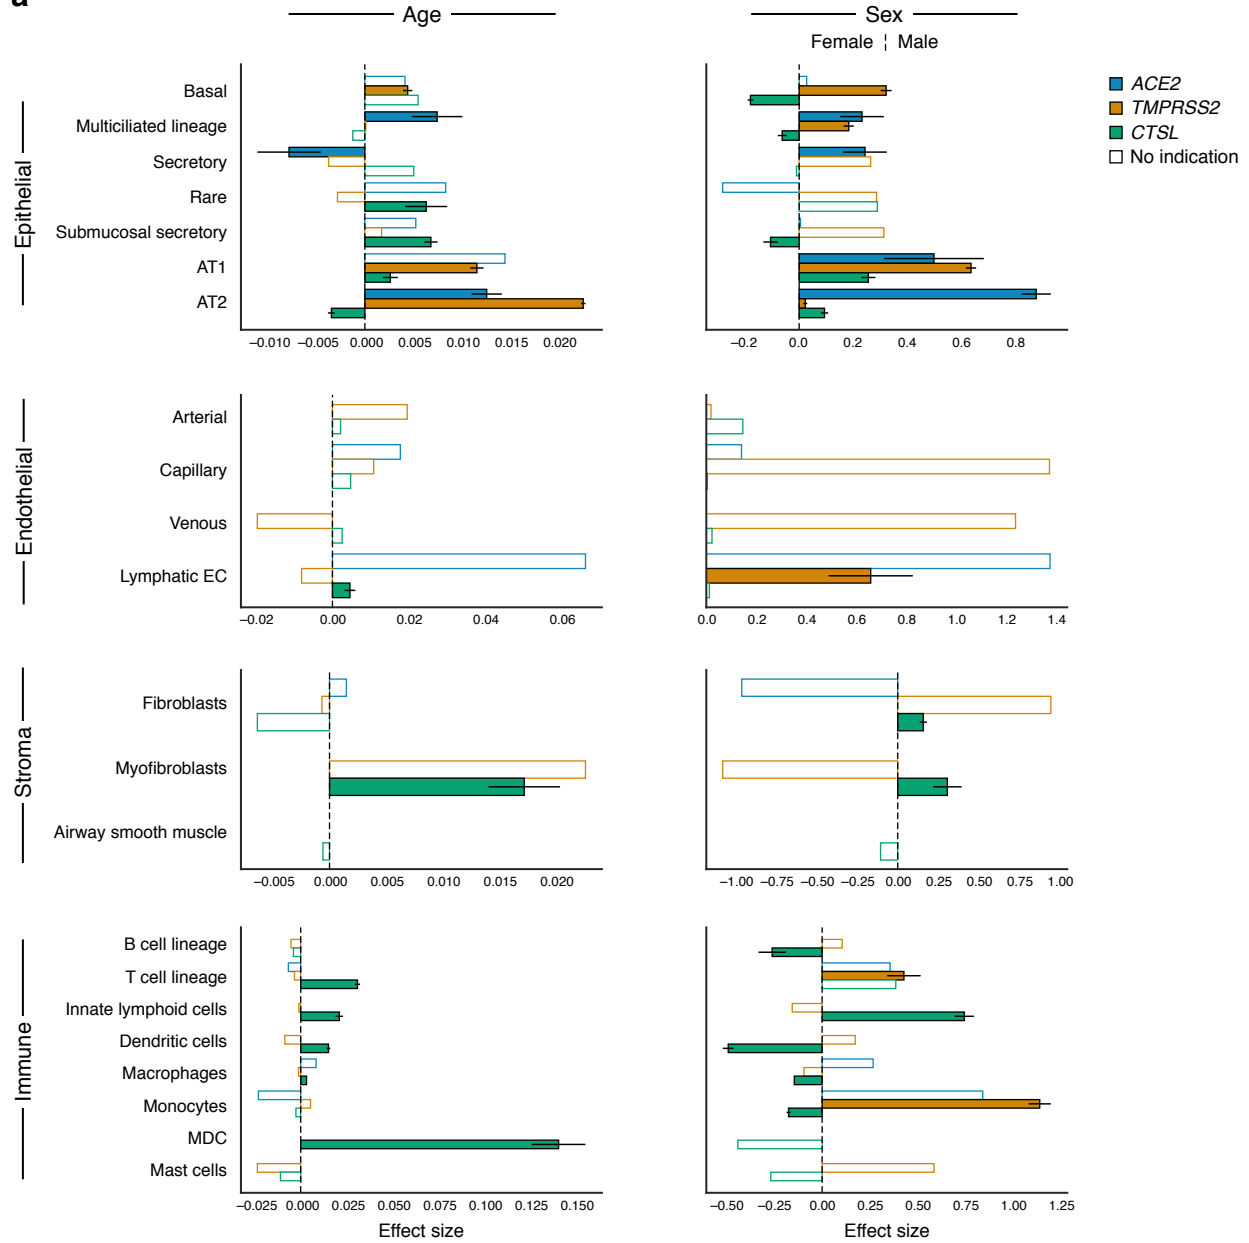 a
Age
Sex
Female
Male
ACE2
TMPRSS2
CTSL
No indication
Epithelial
Basal
Multiciliated lineage
Secretory
Rare
Submucosal secretory
AT1
AT2
−0.010 −0.005 0.000 0.005 0.010 0.015 0.020
−0.2 0.0 0.2 0.4 0.6 0.8
Endothelial
Arterial
Capillary
Venous
Lymphatic EC
−0.02 0.00 0.02 0.04 0.06
0.0 0.2 0.4 0.6 0.8 1.0 1.2 1.4
Stroma
Fibroblasts
Myofibroblasts
Airway smooth muscle
−0.005 0.000 0.005 0.010 0.015 0.020
−1.00 −0.75 −0.50 −0.25 0.00 0.25 0.50 0.75 1.00
Immune
B cell lineage
T cell lineage
Innate lymphoid cells
Dendritic cells
Macrophages
Monocytes
MDC
Mast cells
−0.025 0.000 0.025 0.050 0.075 0.100 0.125 0.150
−0.50 −0.25 0.00 0.25 0.50 0.75 1.00 1.25
Effect size
Effect size